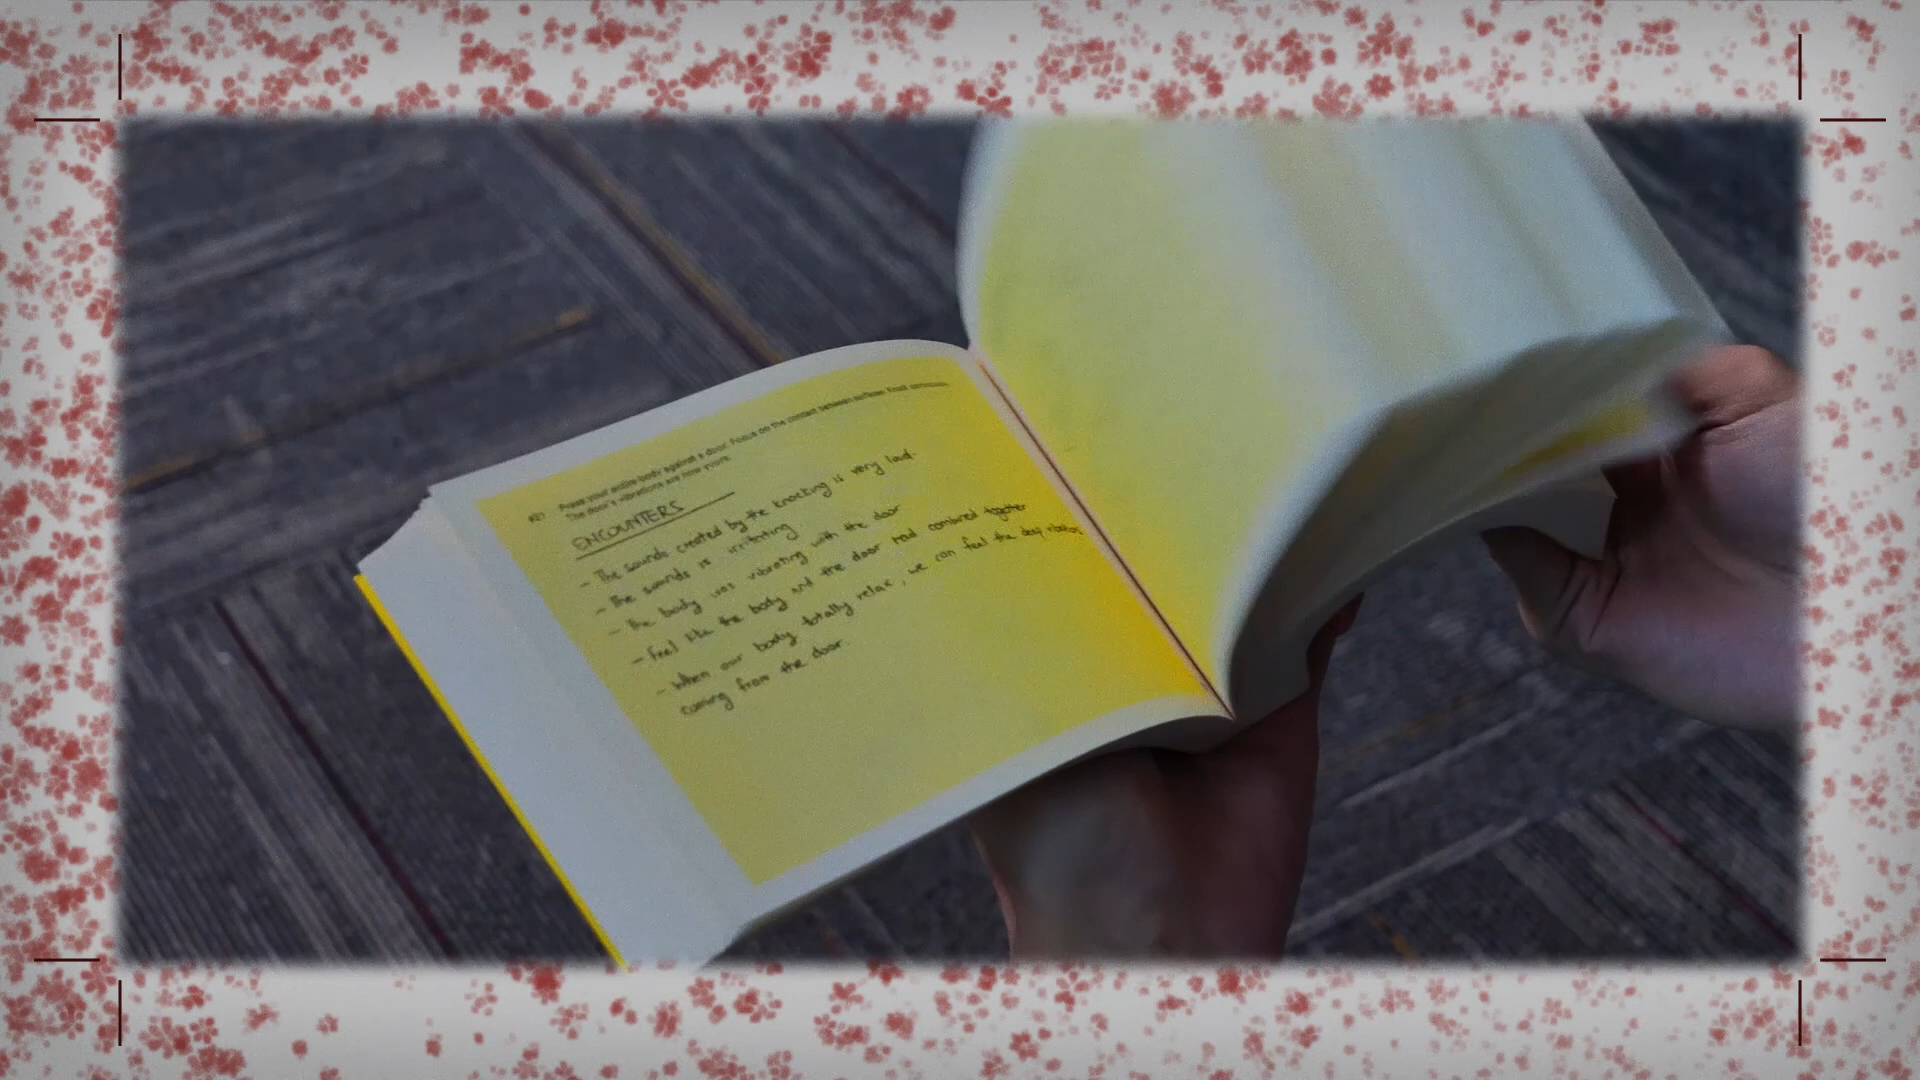 #21 Press your entire body against a door. Focus on the contact between surfaces. Knock
The door's vibrations are now yours.
ENCOUNTERS
- The sounds created by the knocking is very loud.
- The sounds is irritating
- The body was vibrating with the door
- Feel like the body and the door had combined together
- When our body totally relax, we can feel the
coming from the door.